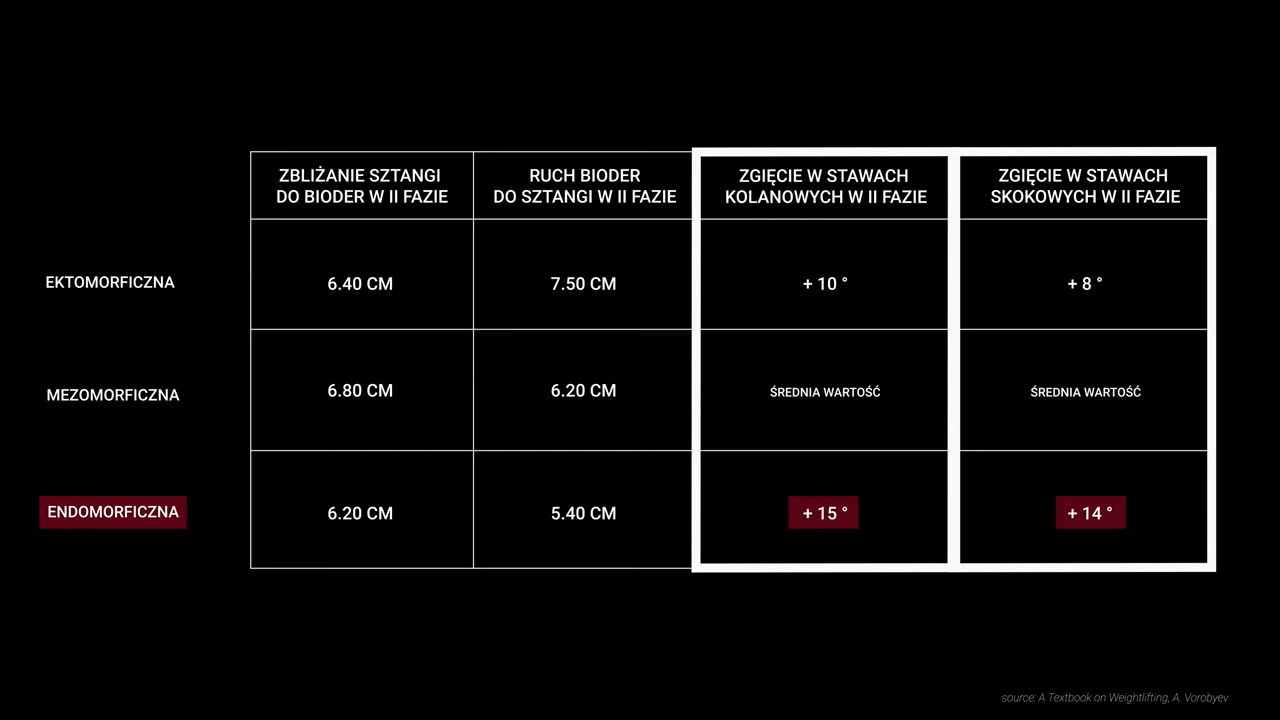 ZBLIŻANIE SZTANGI
DO BIODER W II FAZIE
RUCH BIODER
DO SZTANGI W II FAZIE
ZGIĘCIE W STAWACH
KOLANOWYCH W II FAZIE
ZGIĘCIE W STAWACH
SKOKOWYCH W II FAZIE
EKTOMORFICZNA
6.40 CM
7.50 CM
+ 10 °
+ 8 °
MEZOMORFICZNA
6.80 CM
6.20 CM
ŚREDNIA WARTOŚĆ
ŚREDNIA WARTOŚĆ
ENDOMORFICZNA
6.20 CM
5.40 CM
+ 15 °
+ 14 °
source: A Textbook on Weightlifting, A. Vorobyev